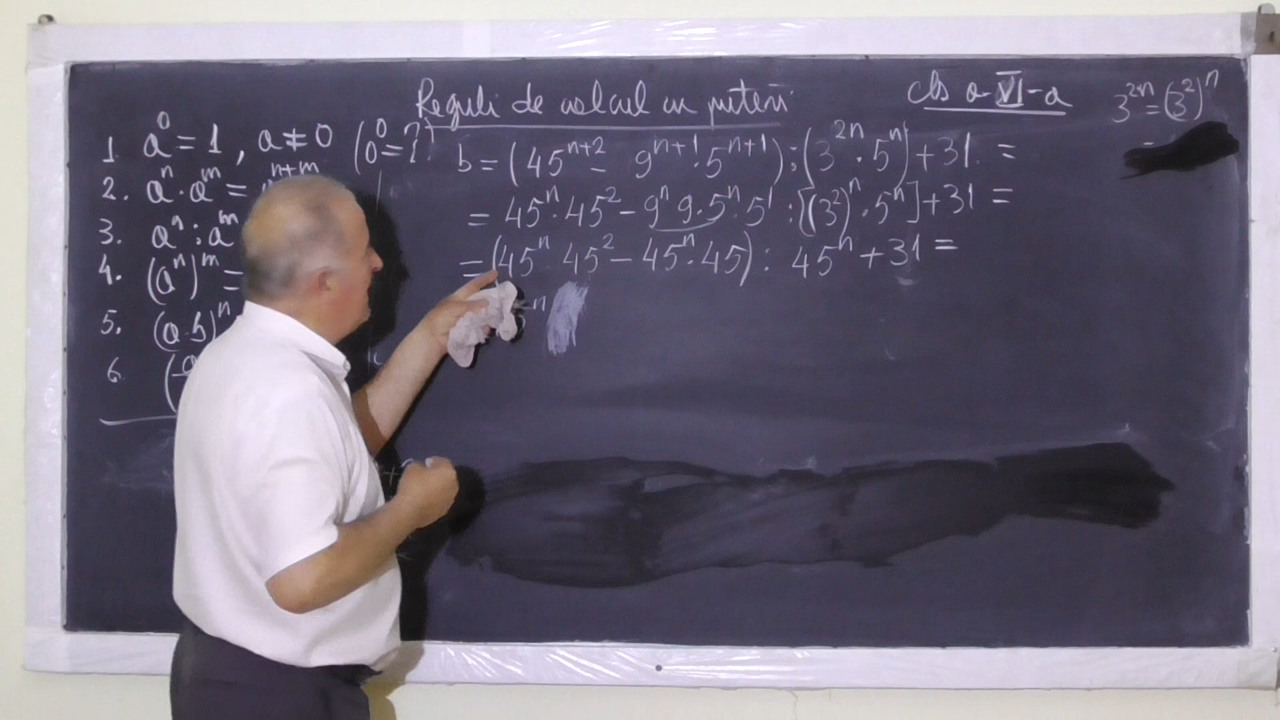 Reguli de calcul cu puteri
cls a-VI-a
3^{2n} = (3^2)^n
1. a^0 = 1, a ≠ 0 (0^0 = ?)
2. a^n · a^m = a^{n+m}
3. a^n : a^m
4. (a^n)^m =
5. (a·b)^n
6. (a
b = (45^{n+2} - 9^{n+1} · 5^{n+1}) : (3^{2n} · 5^n) + 31 =
= 45^n · 45^2 - 9^n · 9 · 5^n · 5^1 : [(3^2)^n · 5^n] + 31 =
= (45^n 45^2 - 45^n · 45) : 45^n + 31 =